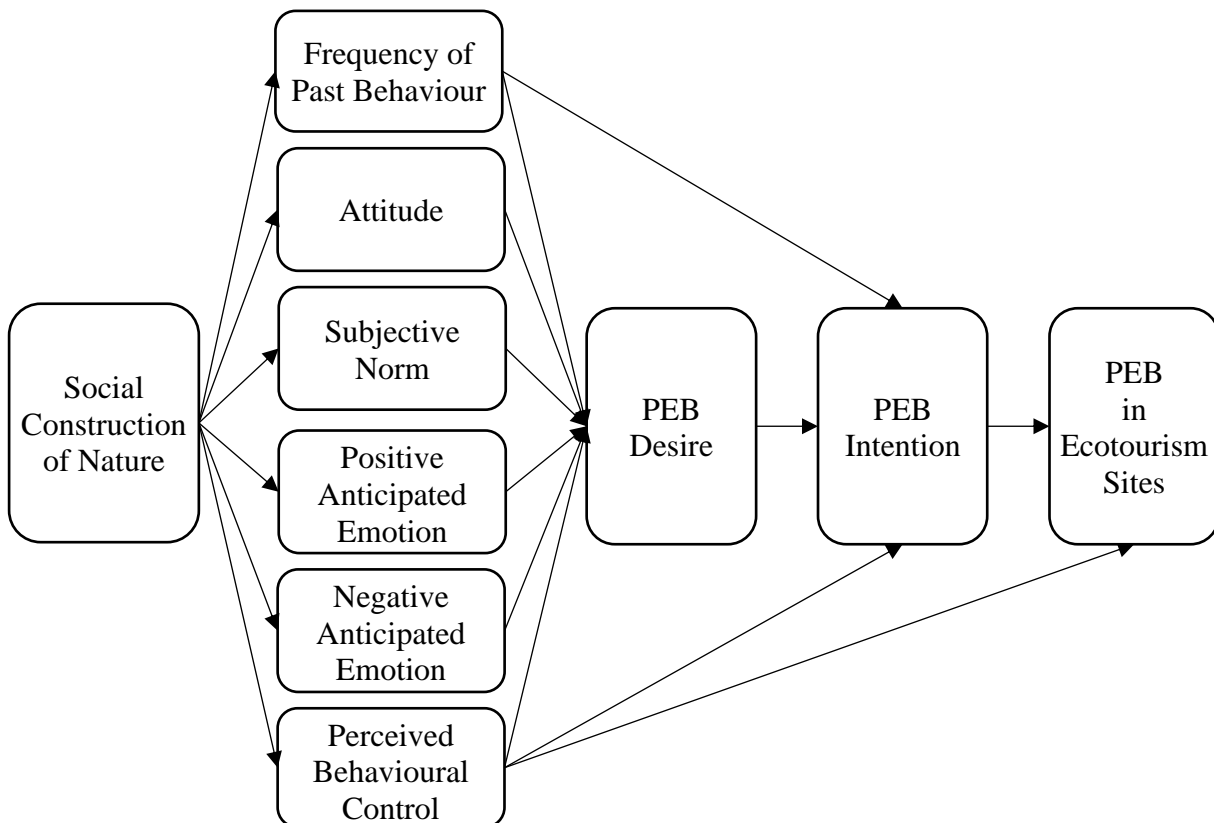 Frequency of
Past Behaviour
Attitude
Subjective
Norm
Social
Construction
of Nature
Positive
Anticipated
Emotion
Negative
Anticipated
Emotion
Perceived
Behavioural
Control
PEB
Desire
PEB
Intention
PEB
in
Ecotourism
Sites